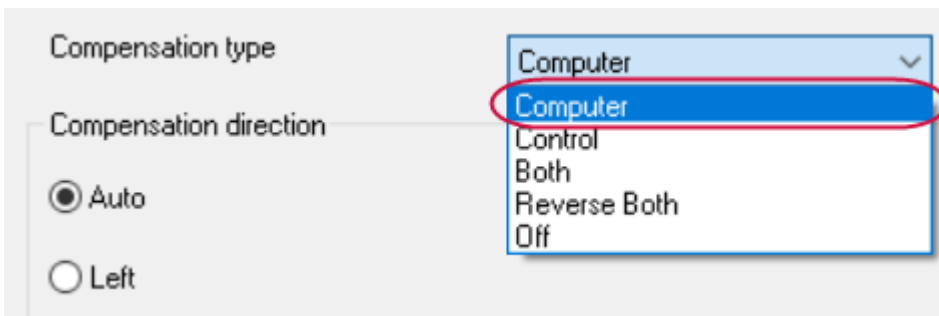 Compensation type
Computer
Computer
Control
Both
Reverse Both
Off
Compensation direction
Auto
Left